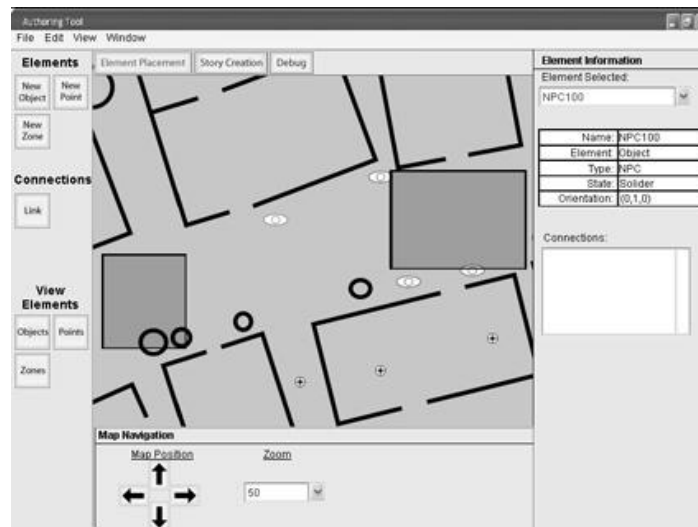 Authoring Tool
File Edit View Window
Elements
New Object
New Point
New Zone
Connections
Link
View Elements
Objects
Points
Zones
Element Placement
Story Creation
Debug
Map Navigation
Map Position
Zoom
50
Element Information
Element Selected:
NPC100
Name: NPC100
Element: Object
Type: NPC
State: Solider
Orientation: (0,1,0)
Connections: